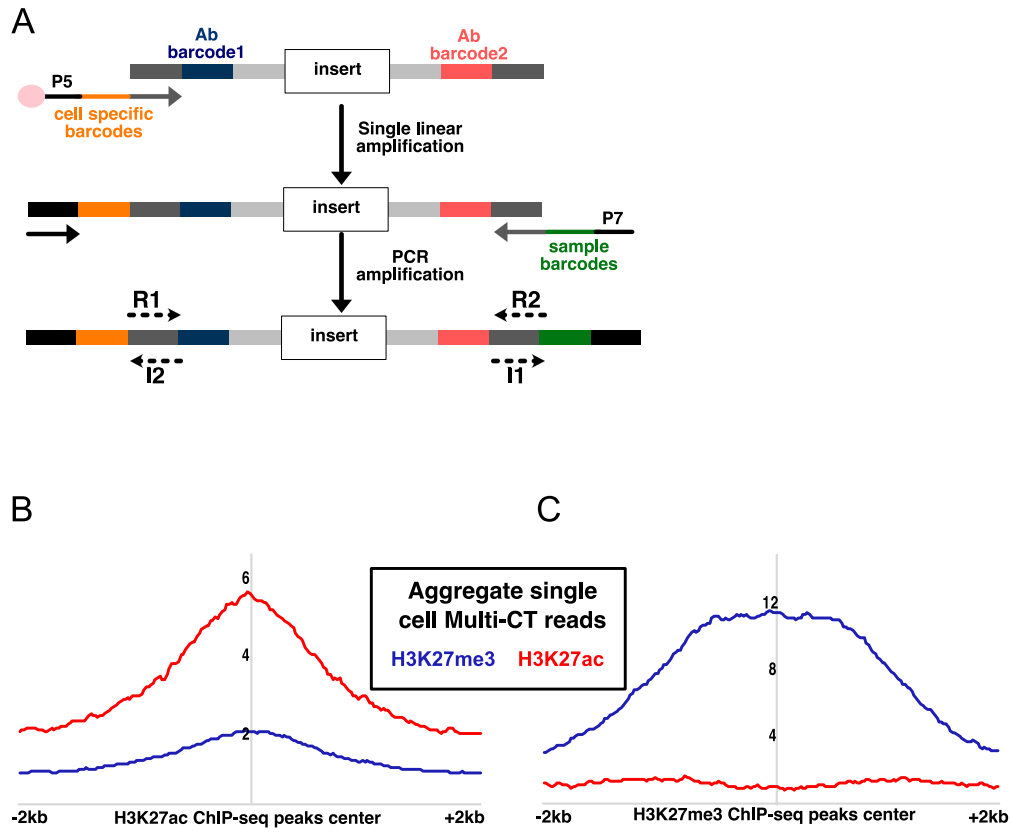 A
Ab
barcode1
Ab
barcode2
insert
P5
cell specific
barcodes
Single linear
amplification
insert
P7
sample
barcodes
PCR
amplification
R1
R2
insert
I2
I1
B
C
6
4
2
Aggregate single
cell Multi-CT reads
H3K27me3 H3K27ac
12
8
4
-2kb H3K27ac ChIP-seq peaks center +2kb
-2kb H3K27me3 ChIP-seq peaks center +2kb